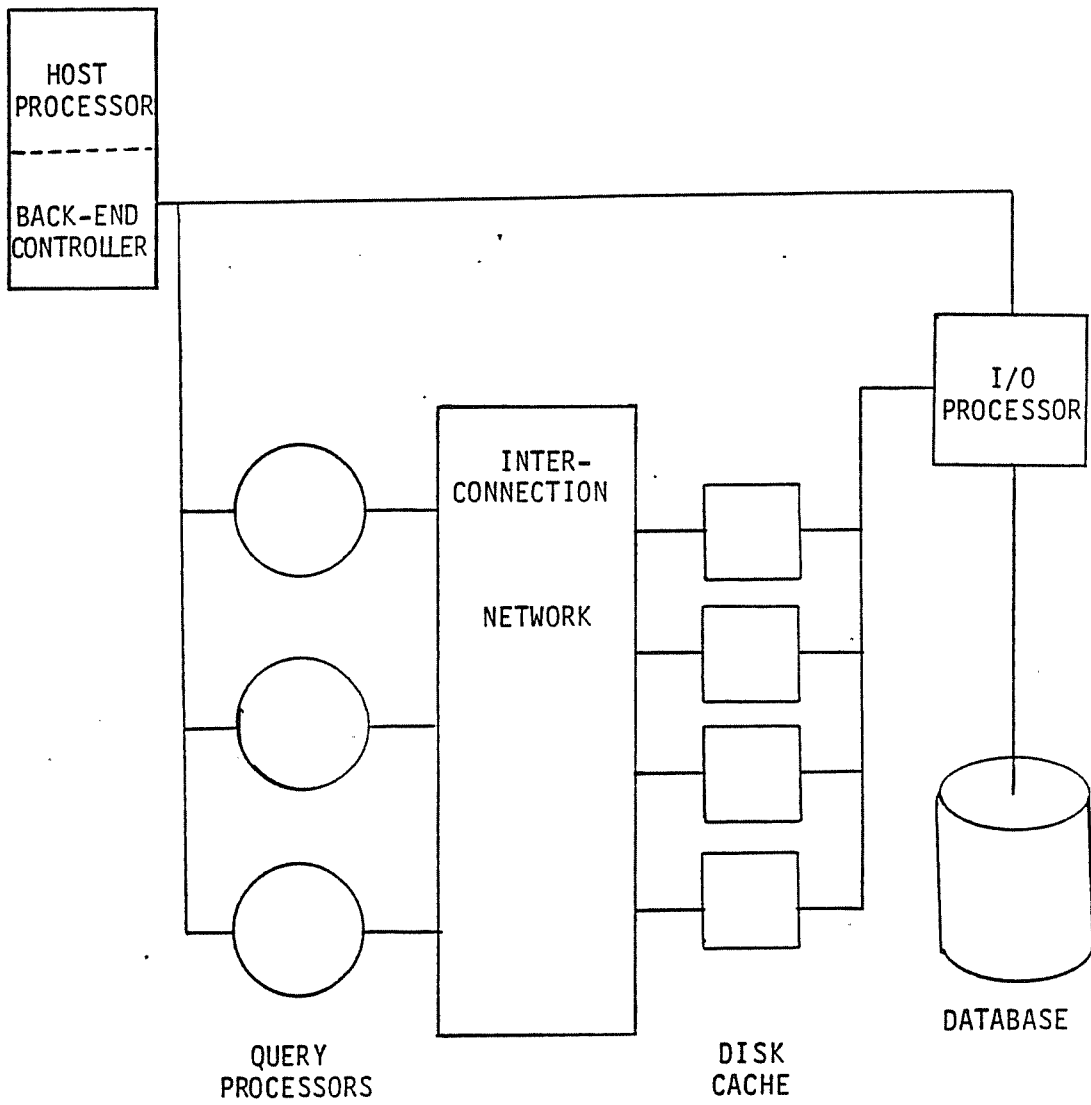 HOST
PROCESSOR
BACK-END
CONTROLLER
I/O
PROCESSOR
INTER-
CONNECTION
NETWORK
QUERY
PROCESSORS
DISK
CACHE
DATABASE